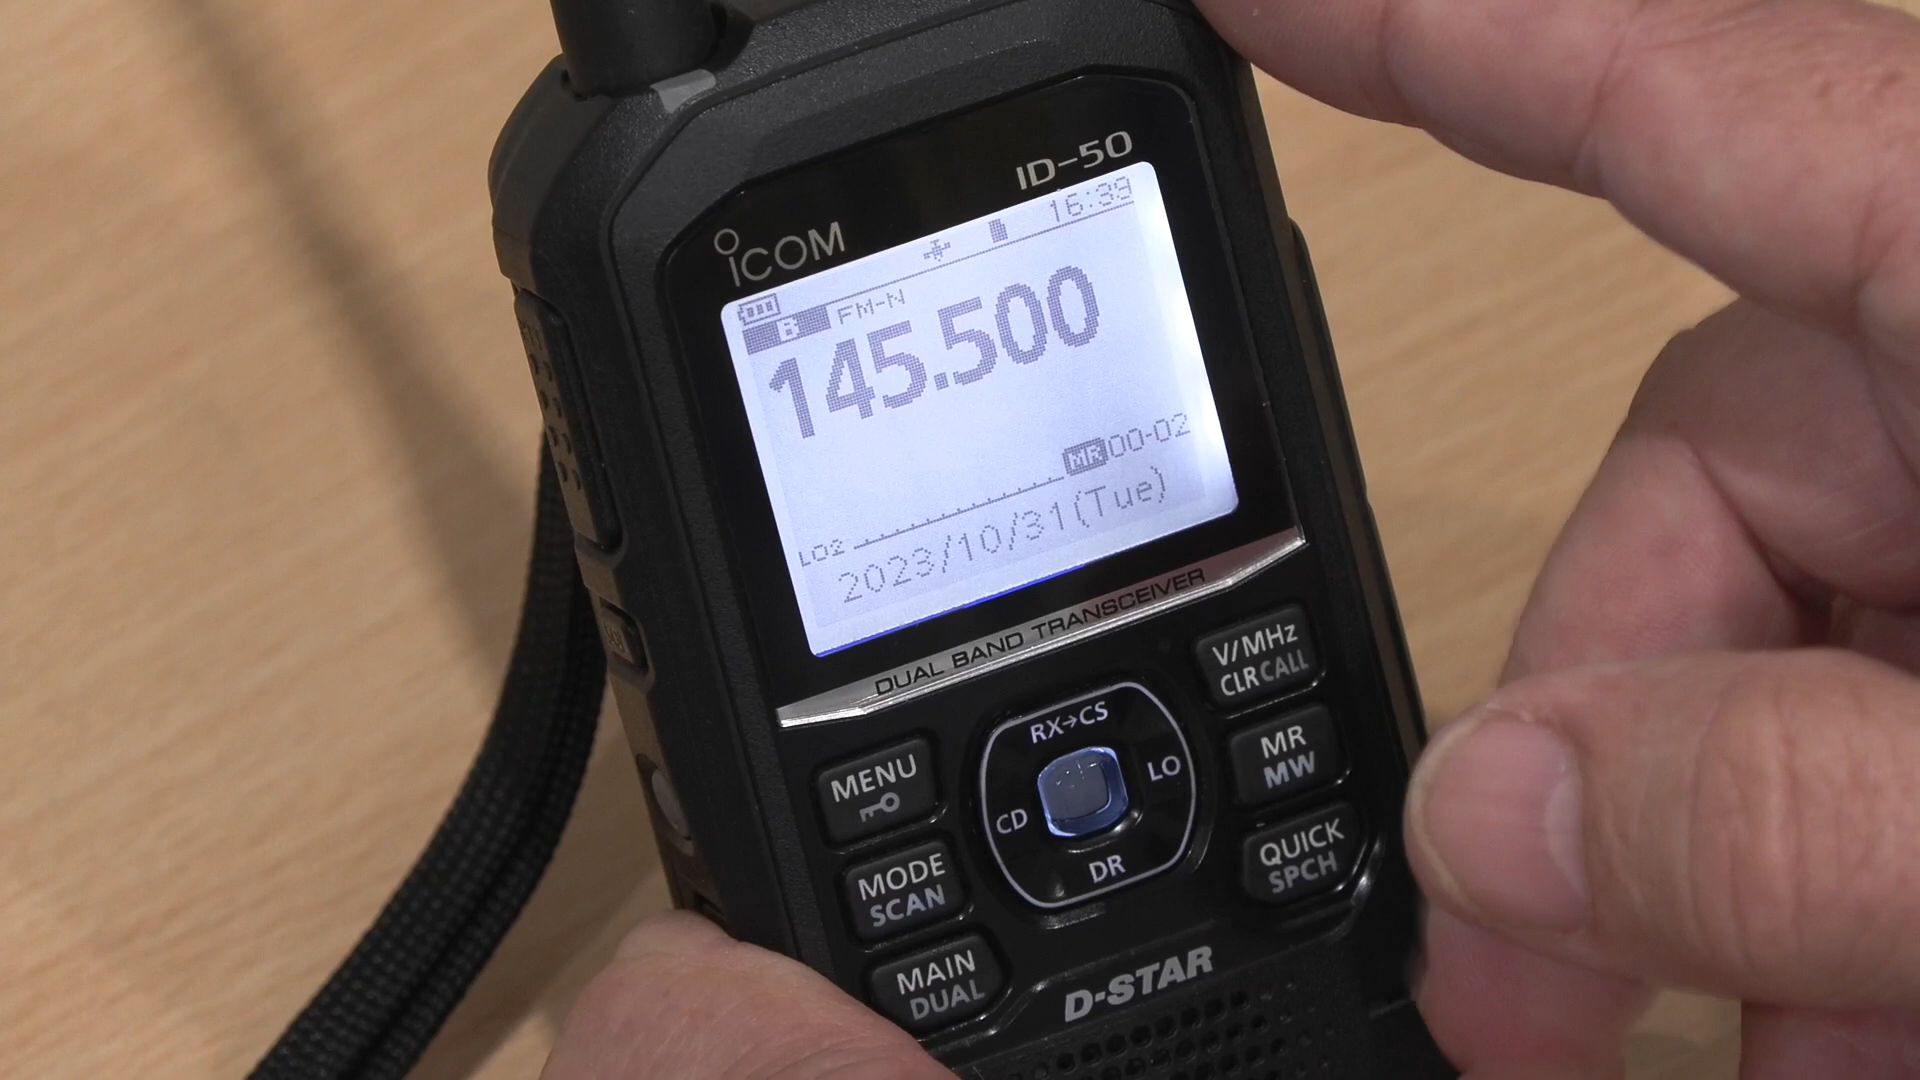 ID-50
ICOM
16:39
B FM-N
145.500
MR 00-02
LO2
2023/10/31(Tue)
DUAL BAND TRANSCEIVER
V/MHz
CLR CALL
RX→CS
MENU
CD
LO
MR
MW
DR
MODE
SCAN
QUICK
SPCH
MAIN
DUAL
D-STAR